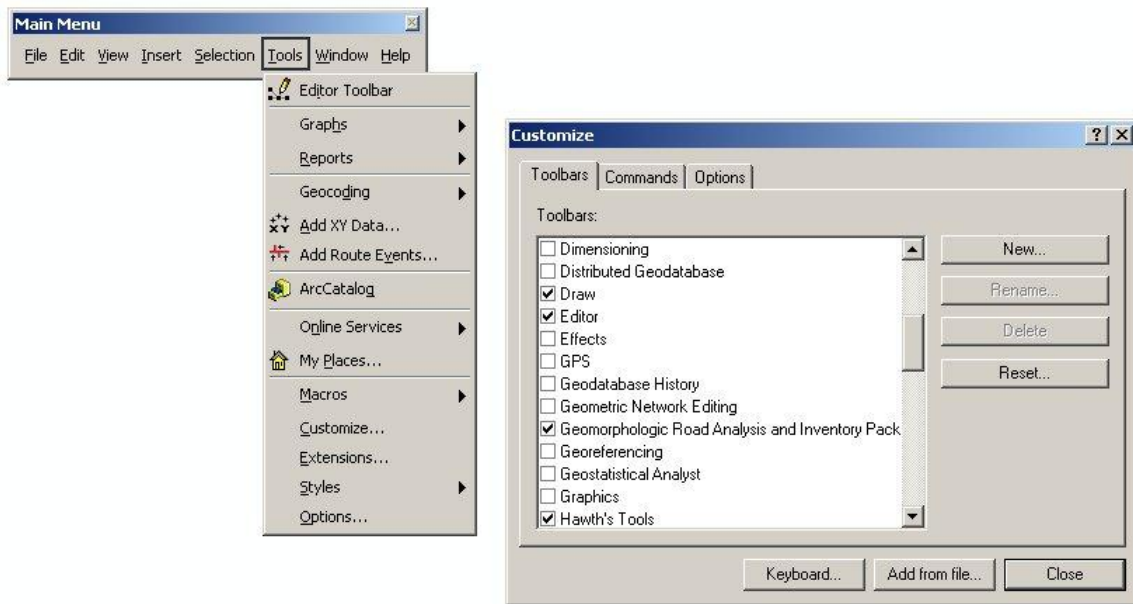 Main Menu
File Edit View Insert Selection Tools Window Help
Editor Toolbar
Graphs
Reports
Geocoding
Add XY Data...
Add Route Events...
ArcCatalog
Online Services
My Places...
Macros
Customize...
Extensions...
Styles
Options...
Customize
Toolbars Commands Options
Toolbars:
Dimensioning
Distributed Geodatabase
Draw
Editor
Effects
GPS
Geodatabase History
Geometric Network Editing
Geomorphologic Road Analysis and Inventory Pack
Georeferencing
Geostatistical Analyst
Graphics
Hawth's Tools
New...
Rename...
Delete
Reset...
Keyboard... Add from file... Close